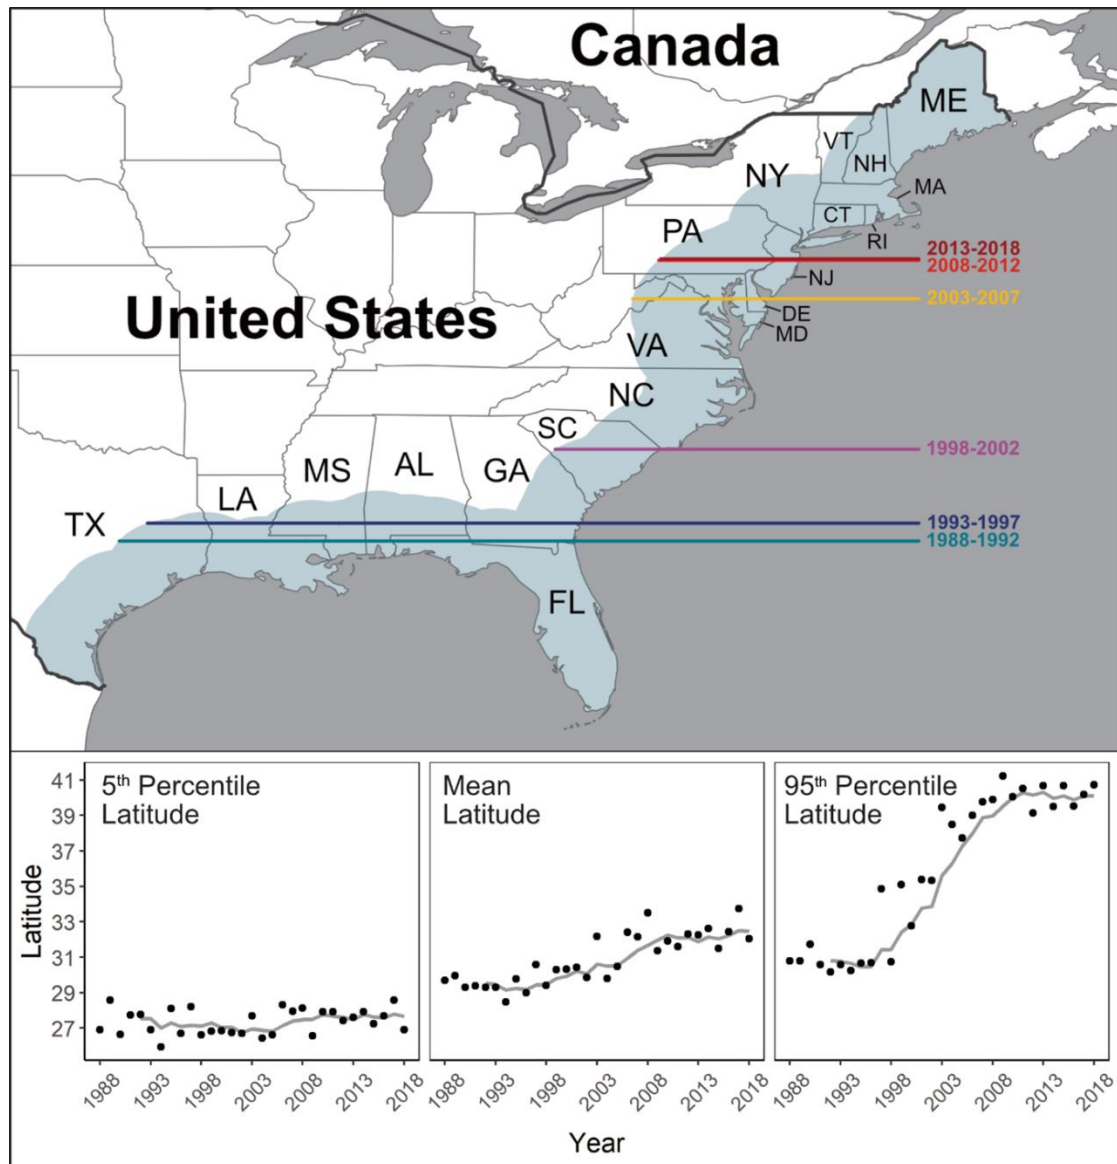 Canada
ME
VT
NH
NY
MA
CT
RI
PA
2013-2018
2008-2012
NJ
2003-2007
United States
DE
MD
VA
NC
SC
1998-2002
MS
AL
GA
LA
TX
1993-1997
1988-1992
FL
5th Percentile
Latitude
Mean
Latitude
95th Percentile
Latitude
41
39
37
35
33
31
29
27
Latitude
1988
1993
1998
2003
2008
2013
2018
1988
1993
1998
2003
2008
2013
2018
1988
1993
1998
2003
2008
2013
2018
Year